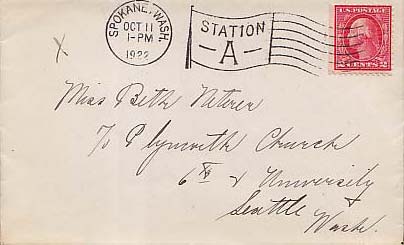 SPOKANE, WASH.
OCT 11
1-PM
1922
STATION
-A-
U.S. POSTAGE
2 CENTS 2
X
Miss Beth Neterer
% Plymouth Church
6th & University
Seattle
Wash.